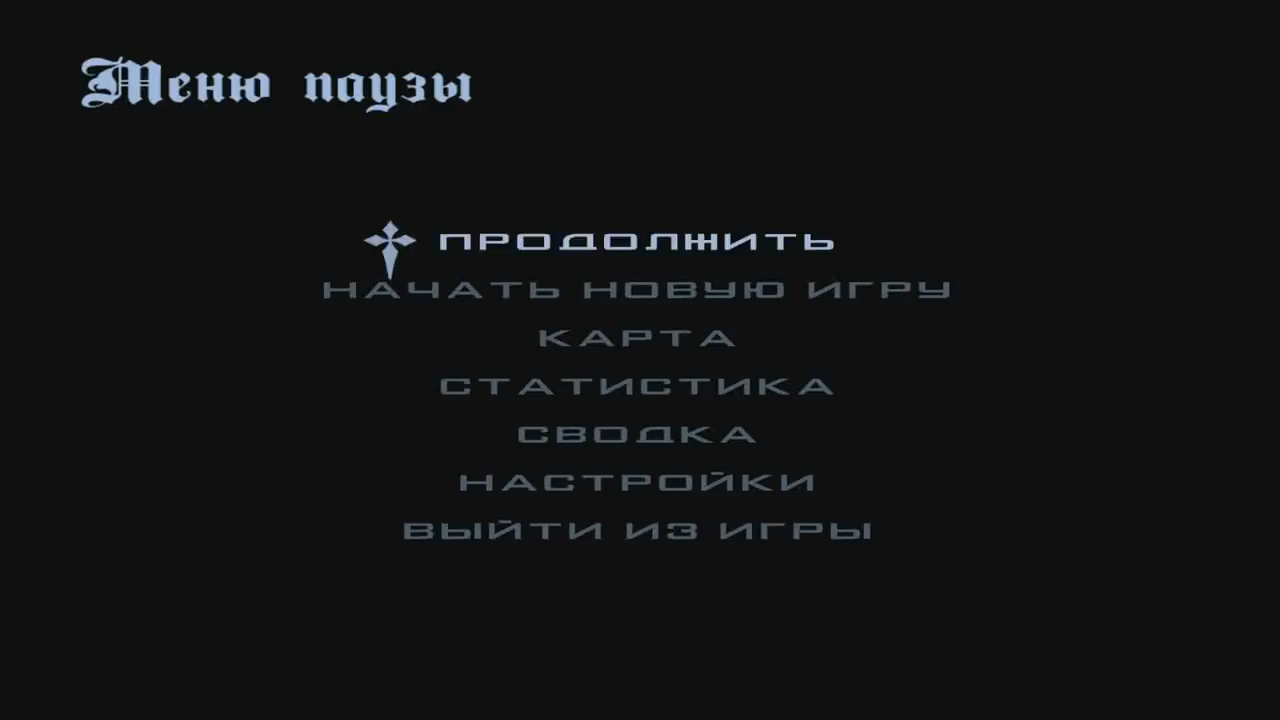 Меню паузы
ПРОДОЛЖИТЬ
НАЧАТЬ НОВУЮ ИГРУ
КАРТА
СТАТИСТИКА
СВОДКА
НАСТРОЙКИ
ВЫЙТИ ИЗ ИГРЫ